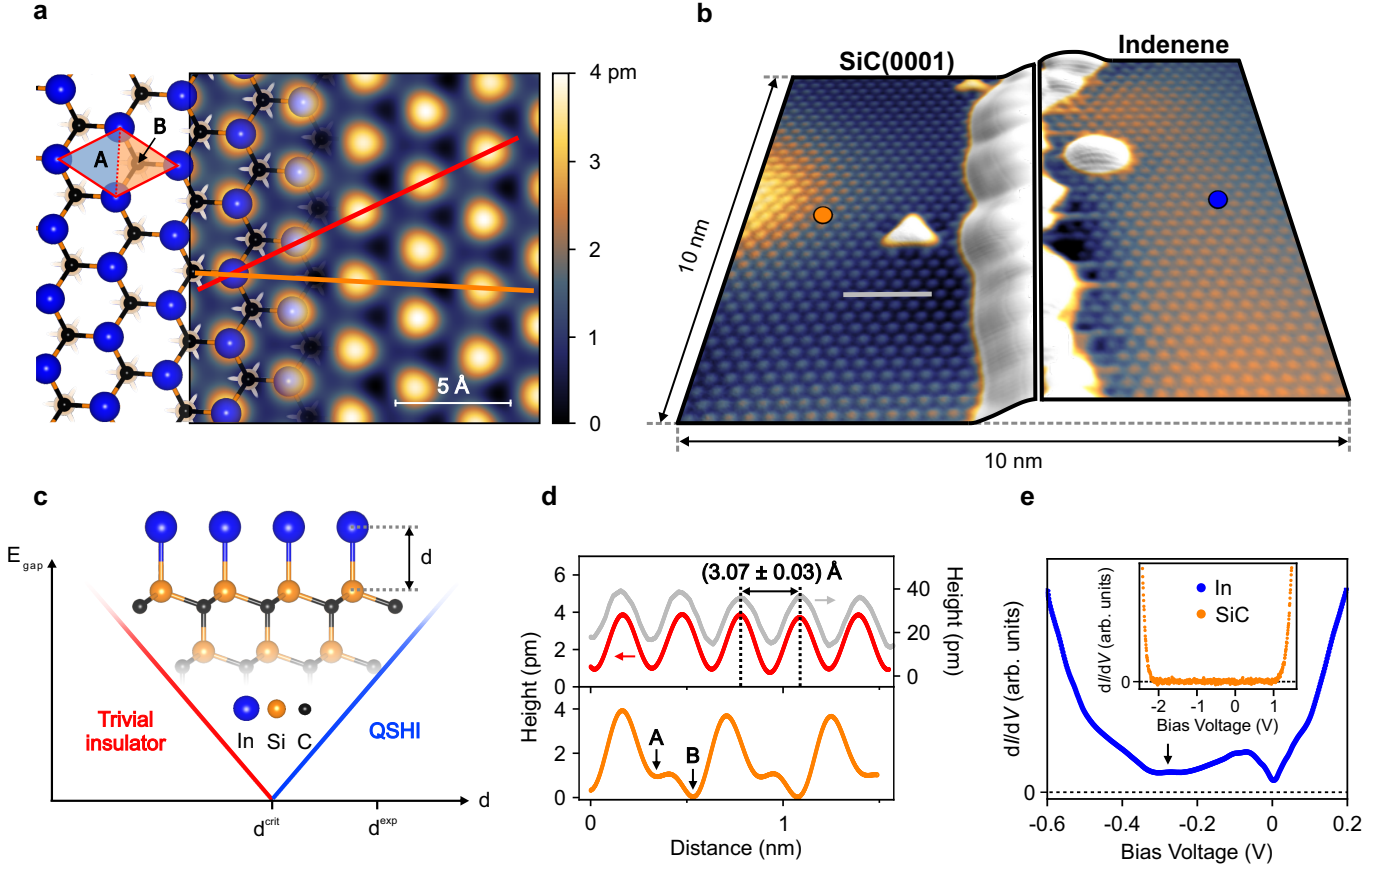 a
A
B
5 Å
4 pm
3
2
1
0
b
SiC(0001)
Indenene
10 nm
10 nm
c
E gap
d
Trivial
insulator
QSHI
In Si C
d
d^crit
d^exp
d
(3.07 ± 0.03) Å
6
4
2
0
40
20
0
Height (pm)
Height (pm)
A
B
4
2
0
0
1
Distance (nm)
e
dI/dV (arb. units)
0
-0.6 -0.4 -0.2 0 0.2
Bias Voltage (V)
In
SiC
dI/dV (arb. units)
0
-2 -1 0 1
Bias Voltage (V)